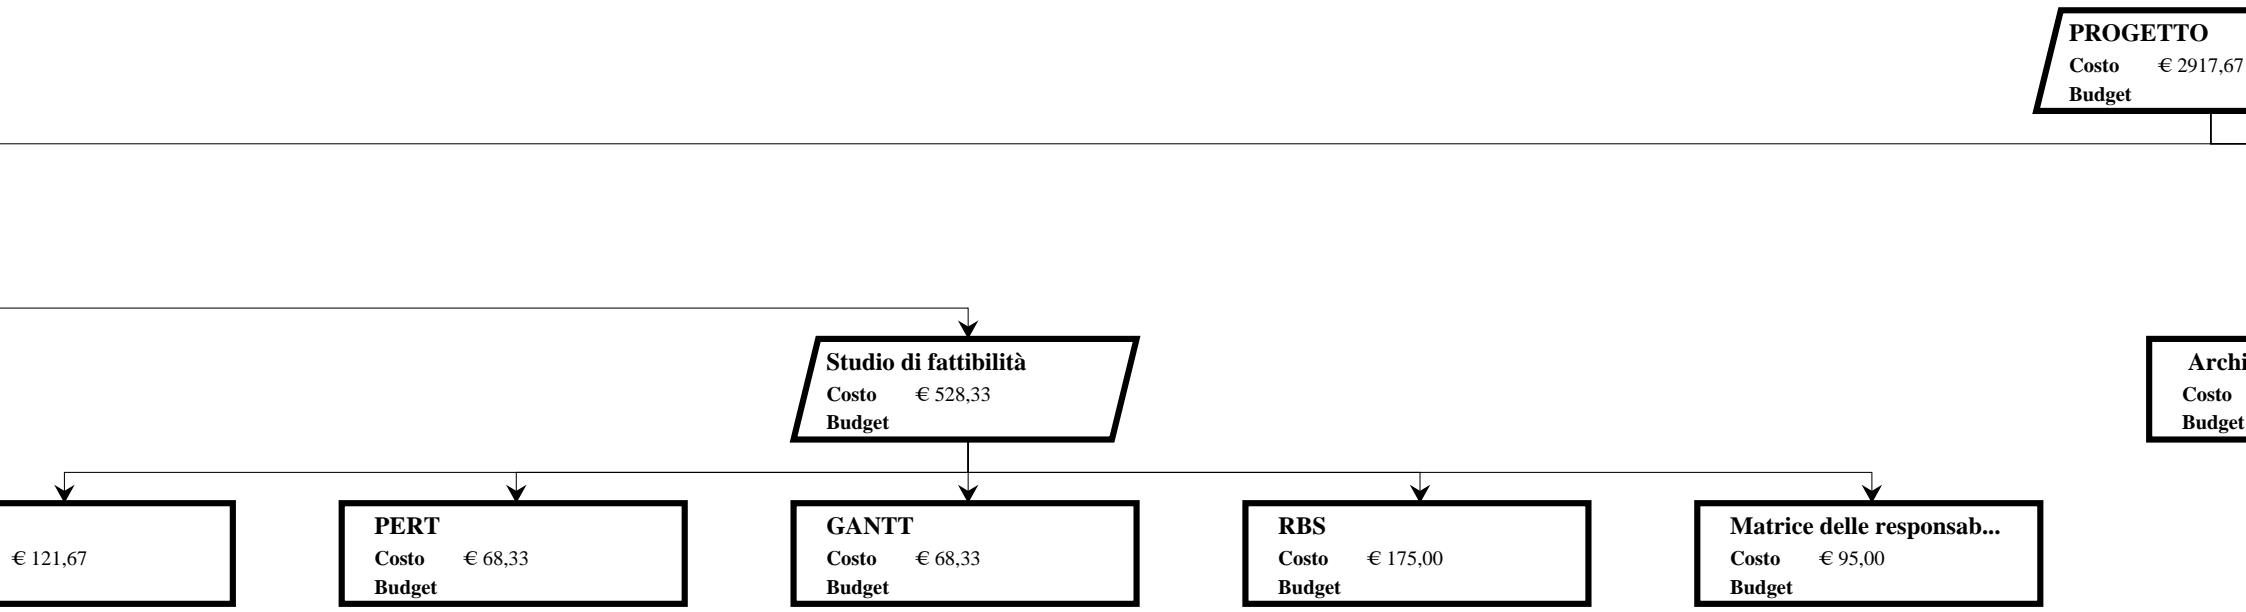 PROGETTO
Costo € 2917,67
Budget
Studio di fattibilità
Costo € 528,33
Budget
Archi
Costo
Budget
€ 121,67
PERT
Costo € 68,33
Budget
GANTT
Costo € 68,33
Budget
RBS
Costo € 175,00
Budget
Matrice delle responsab...
Costo € 95,00
Budget